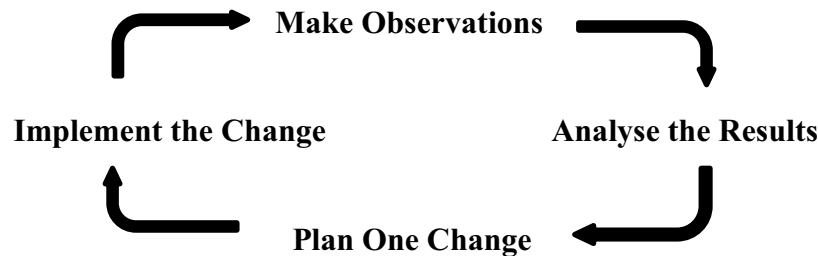 Make Observations
Implement the Change
Analyse the Results
Plan One Change